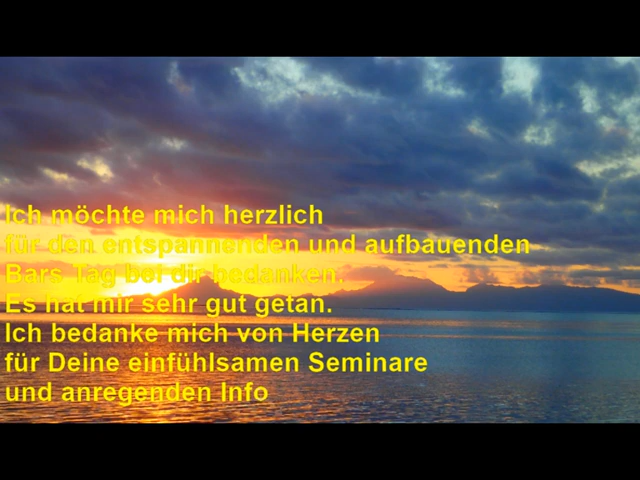 Ich möchte mich herzlich
für den entspannenden und aufbauenden
Bars Tag bei dir bedanken.
Es hat mir sehr gut getan.
Ich bedanke mich von Herzen
für Deine einfühlsamen Seminare
und anregenden Info